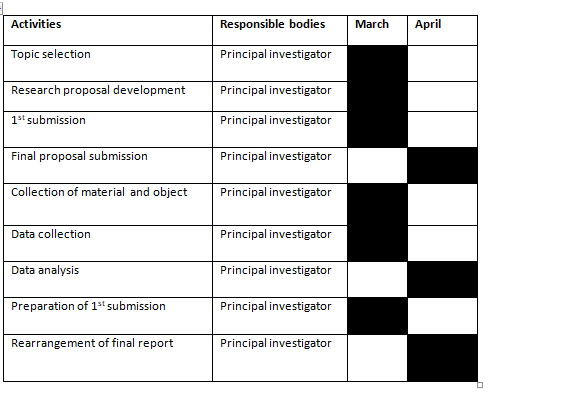 Activities Responsible bodies March April
Topic selection Principal investigator
Research proposal development Principal investigator
1st submission Principal investigator
Final proposal submission Principal investigator
Collection of material and object Principal investigator
Data collection Principal investigator
Data analysis Principal investigator
Preparation of 1st submission Principal investigator
Rearrangement of final report Principal investigator